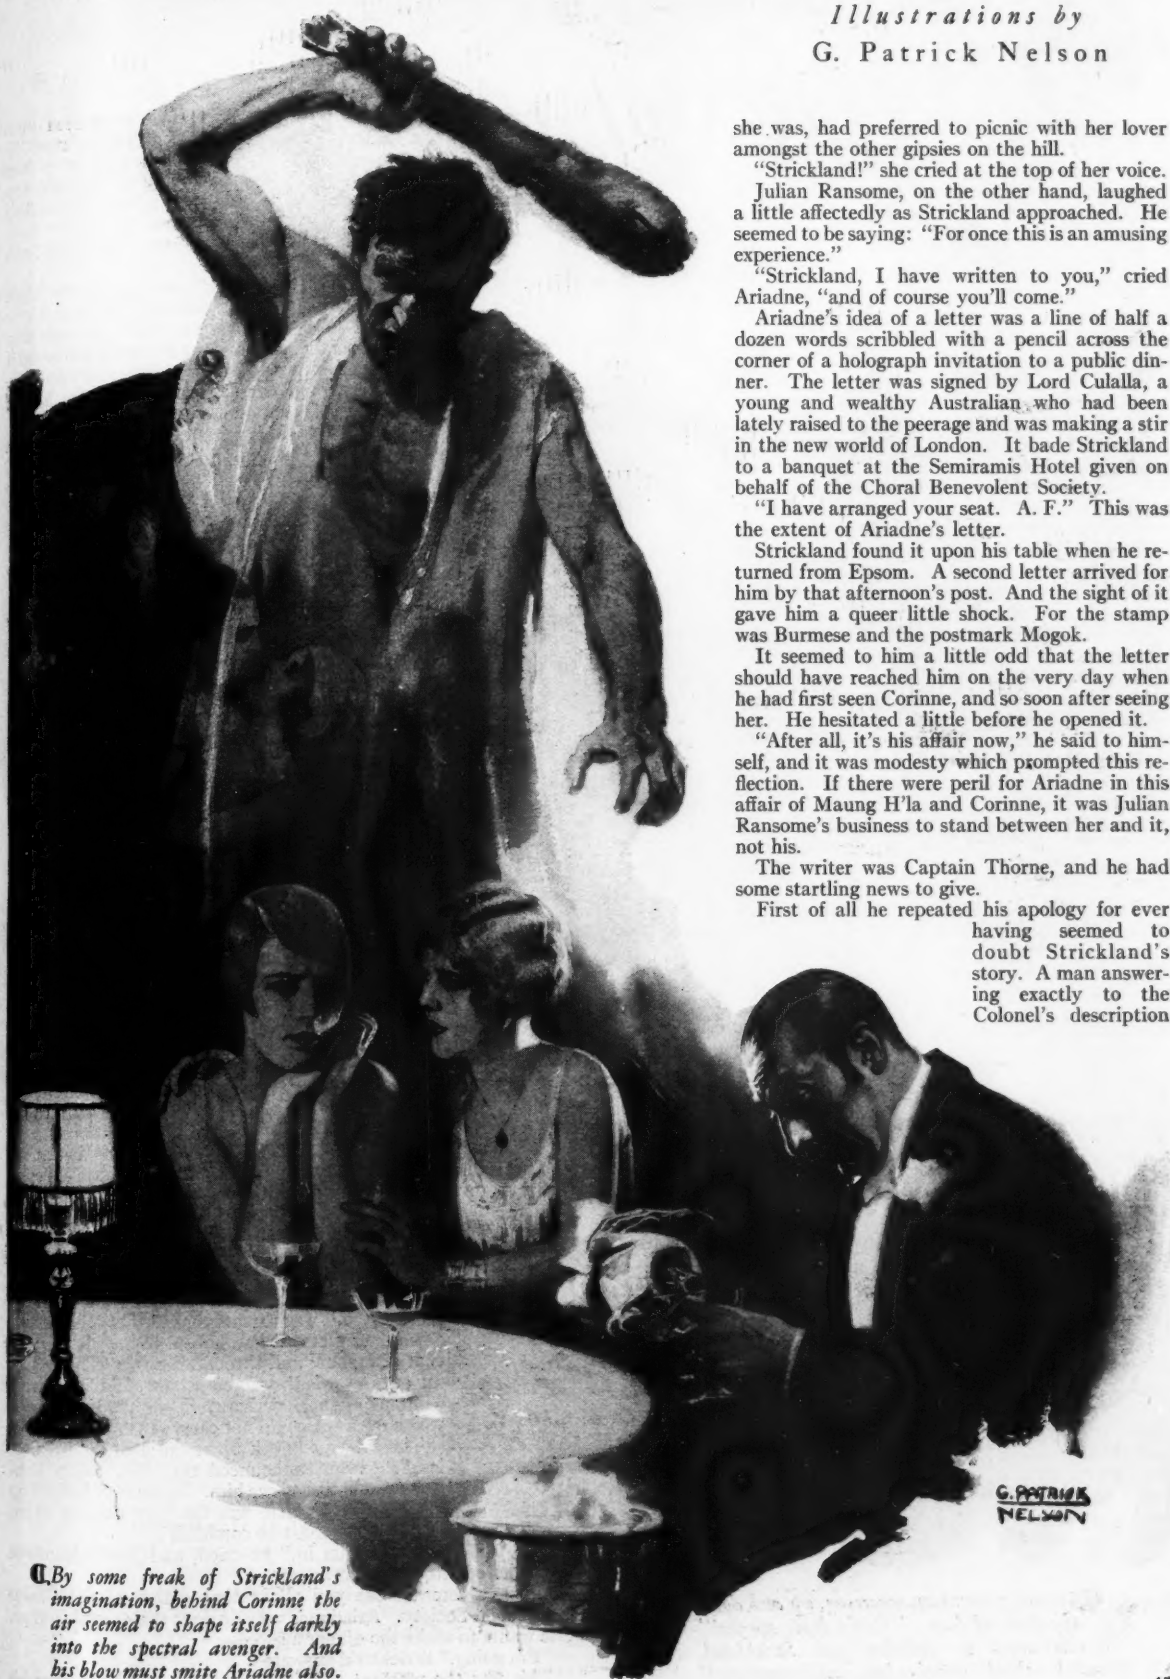 Illustrations by
G. Patrick Nelson
she was, had preferred to picnic with her lover
amongst the other gipsies on the hill.
"Strickland!" she cried at the top of her voice.
Julian Ransome, on the other hand, laughed
a little affectedly as Strickland approached. He
seemed to be saying: "For once this is an amusing
experience."
"Strickland, I have written to you," cried
Ariadne, "and of course you'll come."
Ariadne's idea of a letter was a line of half a
dozen words scribbled with a pencil across the
corner of a holograph invitation to a public din-
ner. The letter was signed by Lord Culalla, a
young and wealthy Australian who had been
lately raised to the peerage and was making a stir
in the new world of London. It bade Strickland
to a banquet at the Semiramis Hotel given on
behalf of the Choral Benevolent Society.
"I have arranged your seat. A. F." This was
the extent of Ariadne's letter.
Strickland found it upon his table when he re-
turned from Epsom. A second letter arrived for
him by that afternoon's post. And the sight of it
gave him a queer little shock. For the stamp
was Burmese and the postmark Mogok.
It seemed to him a little odd that the letter
should have reached him on the very day when
he had first seen Corinne, and so soon after seeing
her. He hesitated a little before he opened it.
"After all, it's his affair now," he said to him-
self, and it was modesty which prompted this re-
flection. If there were peril for Ariadne in this
affair of Maung H'la and Corinne, it was Julian
Ransome's business to stand between her and it,
not his.
The writer was Captain Thorne, and he had
some startling news to give.
First of all he repeated his apology for ever
having seemed to
doubt Strickland's
story. A man answer-
ing exactly to the
Colonel's description
G. PATRICK
NELSON
By some freak of Strickland's
imagination, behind Corinne the
air seemed to shape itself darkly
into the spectral avenger. And
his blow must smite Ariadne also.